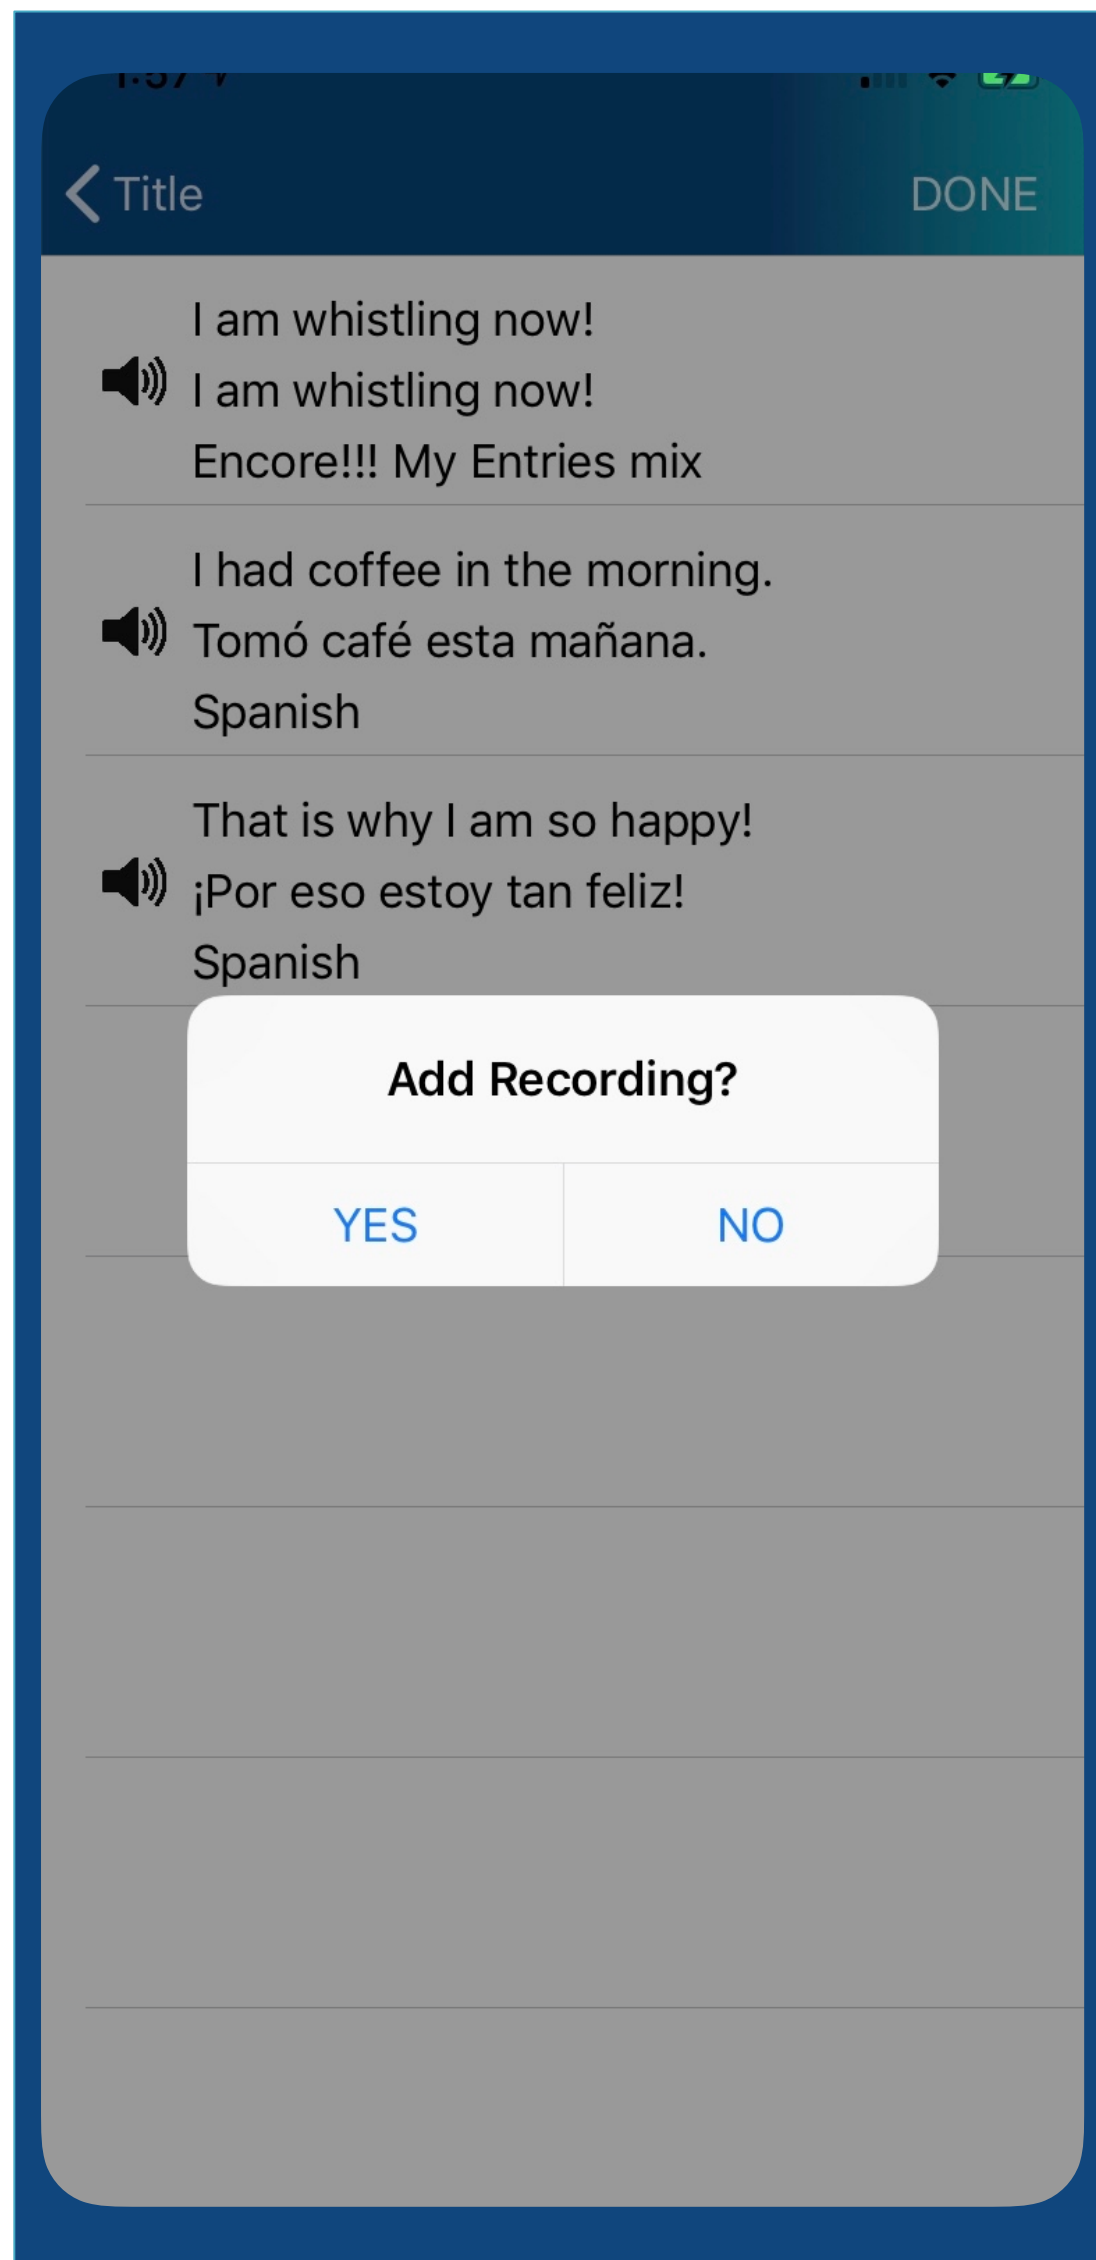 1:57
Title
DONE
I am whistling now!
I am whistling now!
Encore!!! My Entries mix
I had coffee in the morning.
Tomó café esta mañana.
Spanish
That is why I am so happy!
¡Por eso estoy tan feliz!
Spanish
Add Recording?
YES
NO